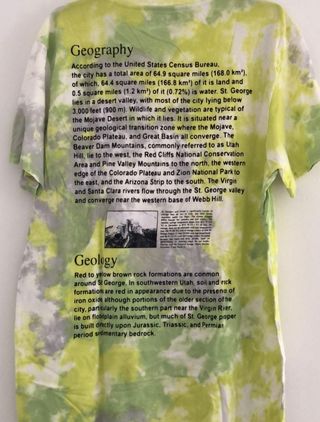 Geography
According to the United States Census Bureau,
the city has a total area of 64.9 square miles (168.0 km²),
of which, 64.4 square miles (166.8 km²) of it is land and
0.5 square miles (1.2 km²) of it (0.72%) is water. St. George
lies in a desert valley, with most of the city lying below
3,000 feet (900 m). Wildlife and vegetation are typical of
the Mojave Desert in which it lies. It is situated near a
unique geological transition zone where the Mojave,
Colorado Plateau, and Great Basin all converge. The
Beaver Dam Mountains, commonly referred to as Utah
Hill, lie to the west, the Red Cliffs National Conservation
Area and Pine Valley Mountains to the north, the western
edge of the Colorado Plateau and Zion National Park to
the east, and the Arizona Strip to the south. The Virgin
and Santa Clara rivers flow through the St. George valley
and converge near the western base of Webb Hill.
Geology
Red to yellow brown rock formations are common
around St George. In southwestern Utah, soil and rick
formation are red in appearance due to the presens of
iron oxide although portions of the older section of the
city, particularly the southern part near the Virgin River,
lie on floodplain alluvium, but much of St. George proper
is built directly upon Jurassic, Triassic, and Permian
period sedimentary bedrock.